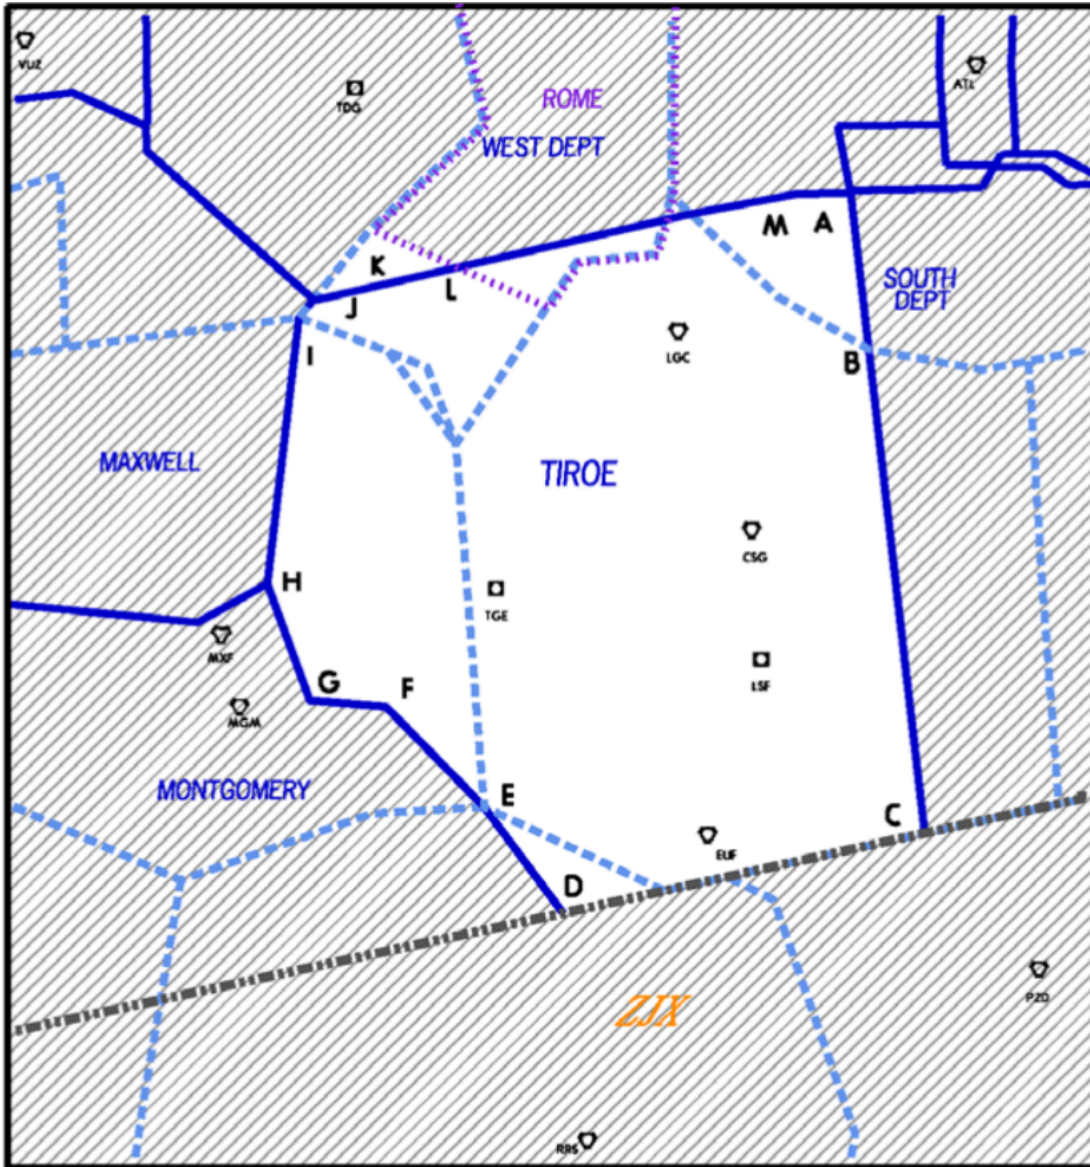 VUZ
TDG
ATL
ROME
WEST DEPT
M
A
K
SOUTH
DEPT
L
J
I
LGC
B
MAXWELL
TIROE
CSG
H
TGE
MXF
LSF
G
F
MGM
MONTGOMERY
E
C
EUF
D
ZJX
PZD
RRS